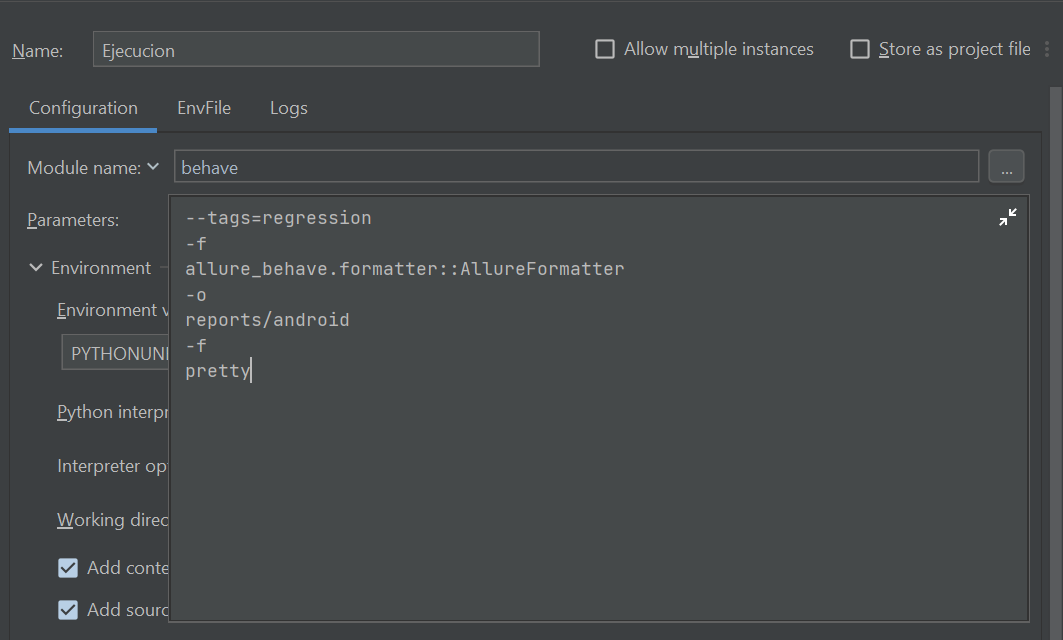 Name: Ejecucion Allow multiple instances Store as project file
Configuration EnvFile Logs
Module name: behave ...
Parameters:
--tags=regression
-f
allure_behave.formatter::AllureFormatter
-o
reports/android
-f
pretty
Environment
Environment v
PYTHONUN
Python interpr
Interpreter op
Working direc
Add conte
Add sourc